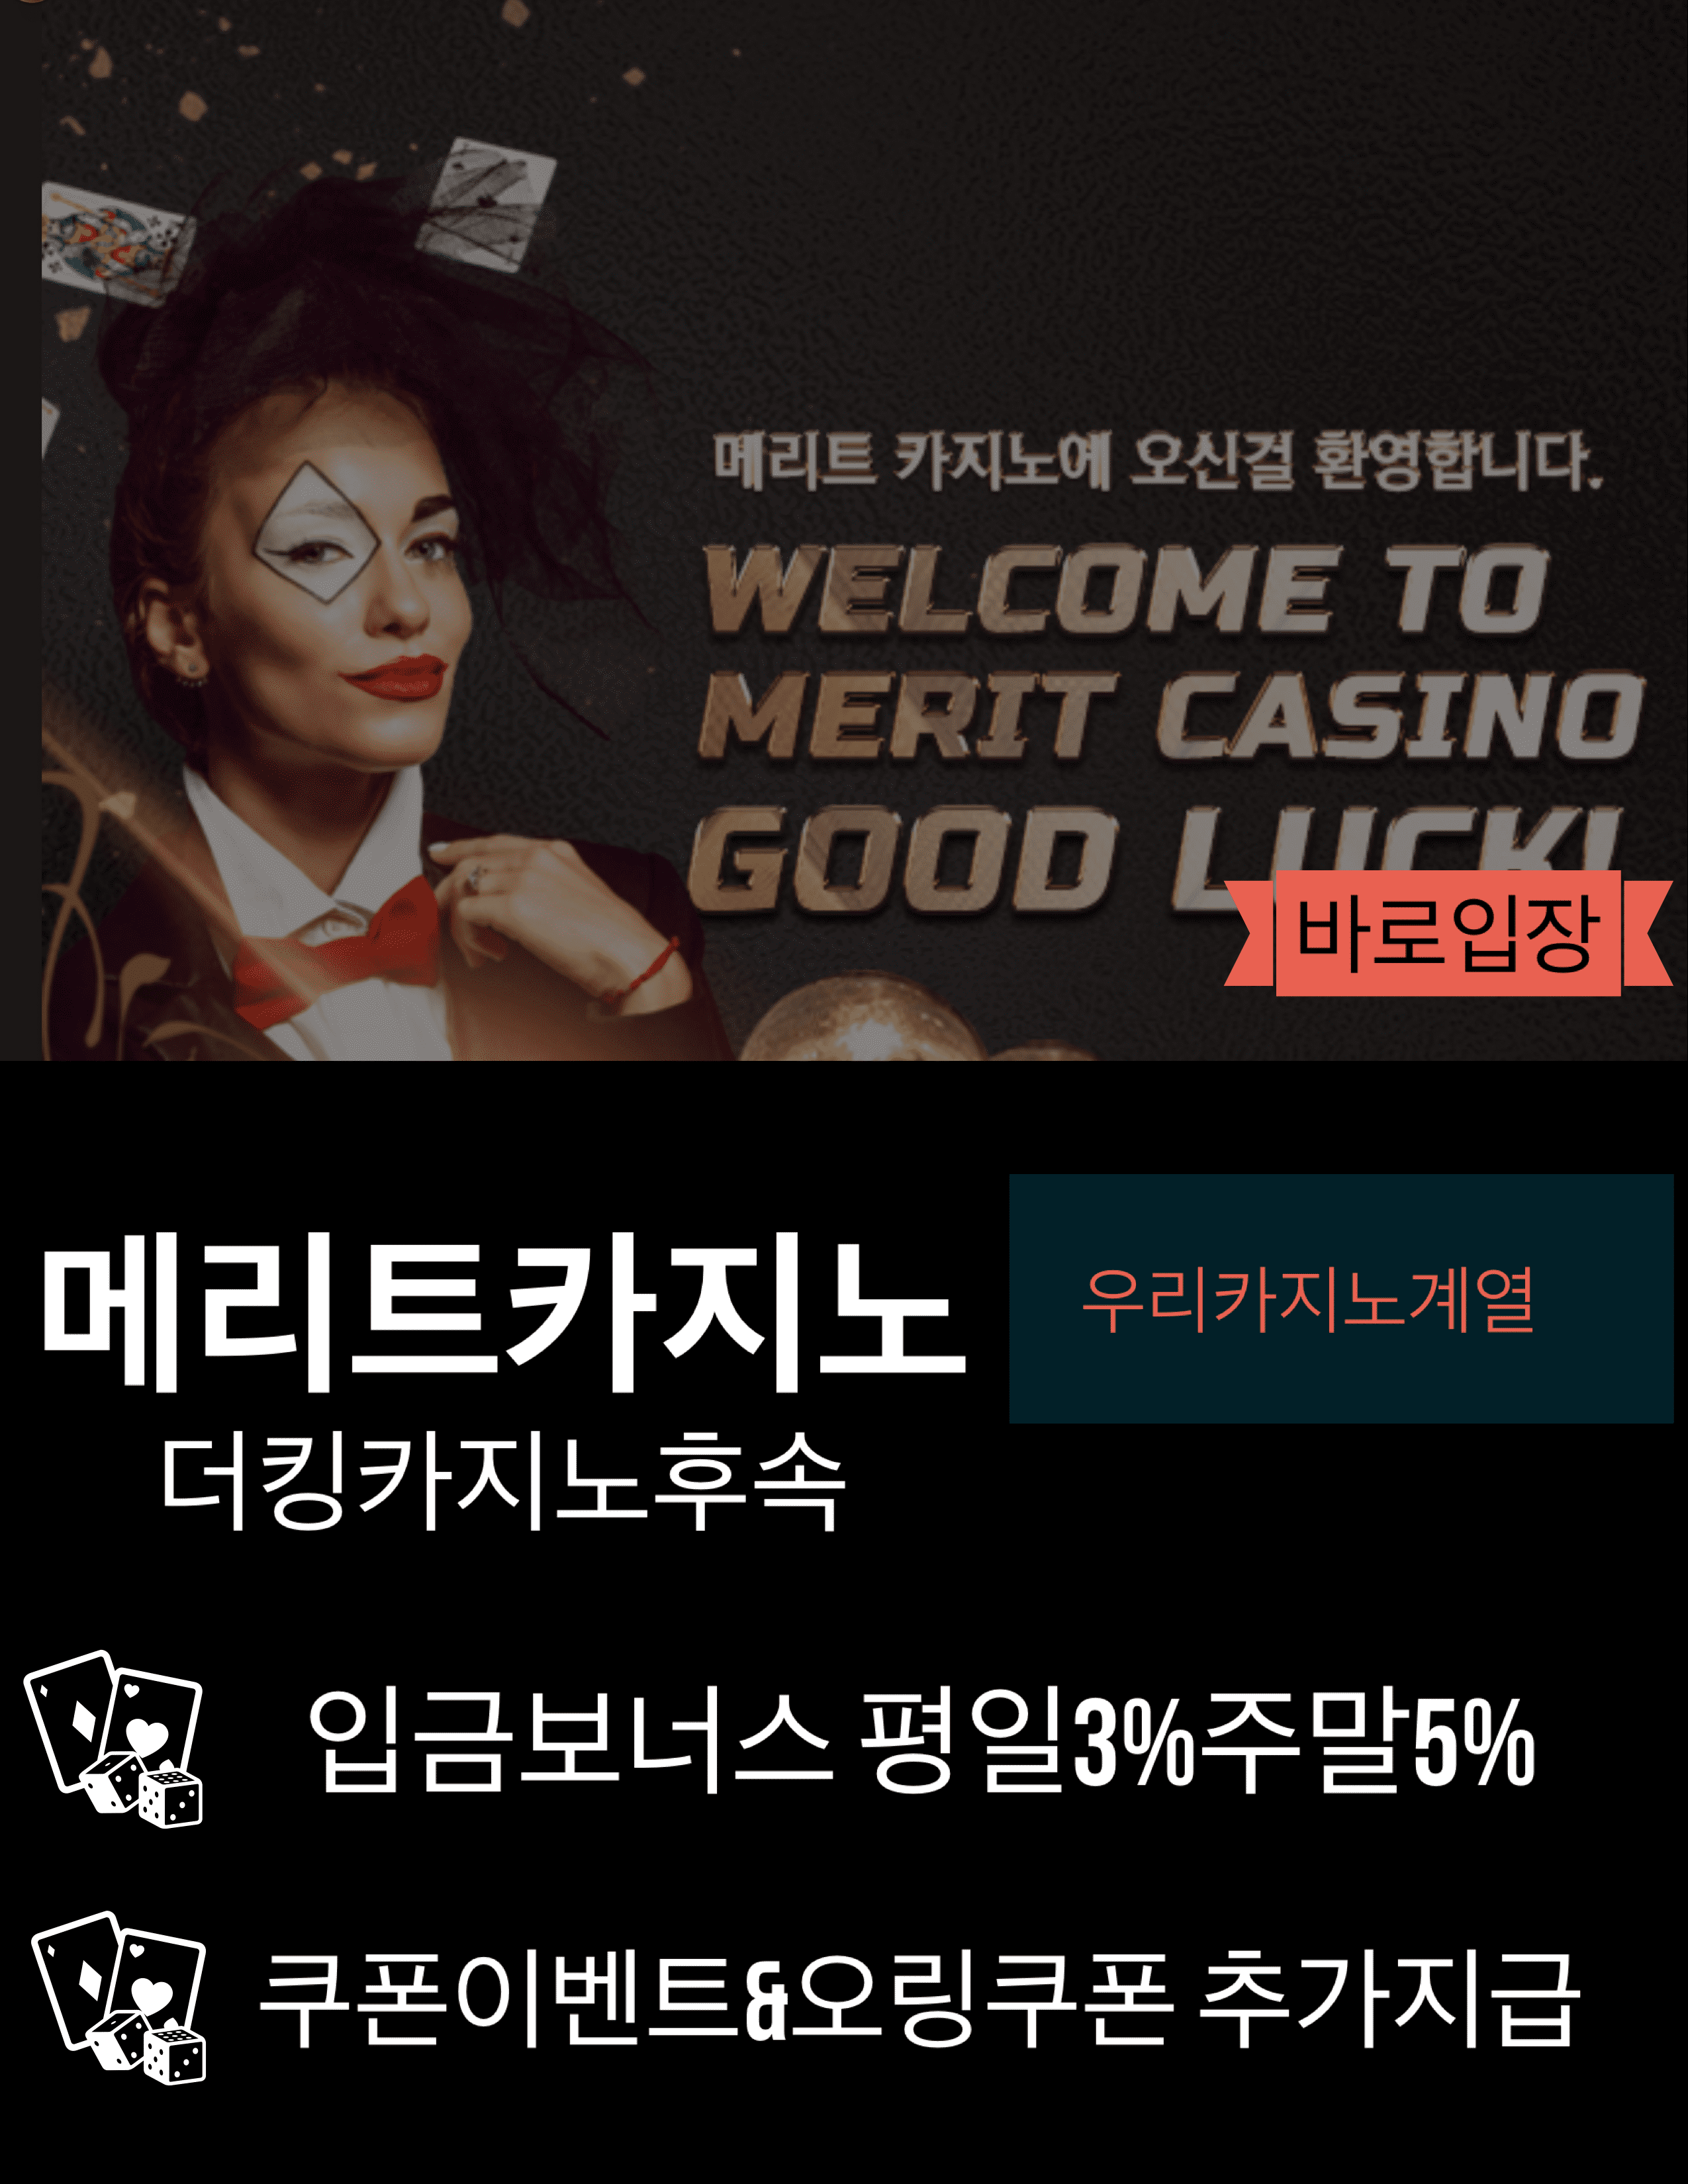 메리트 카지노에 오신걸 환영합니다.
WELCOME TO
MERIT CASINO
GOOD LUCK!
바로입장
메리트카지노
우리카지노계열
더킹카지노후속
입금보너스 평일3%주말5%
쿠폰이벤트&오링쿠폰 추가지급